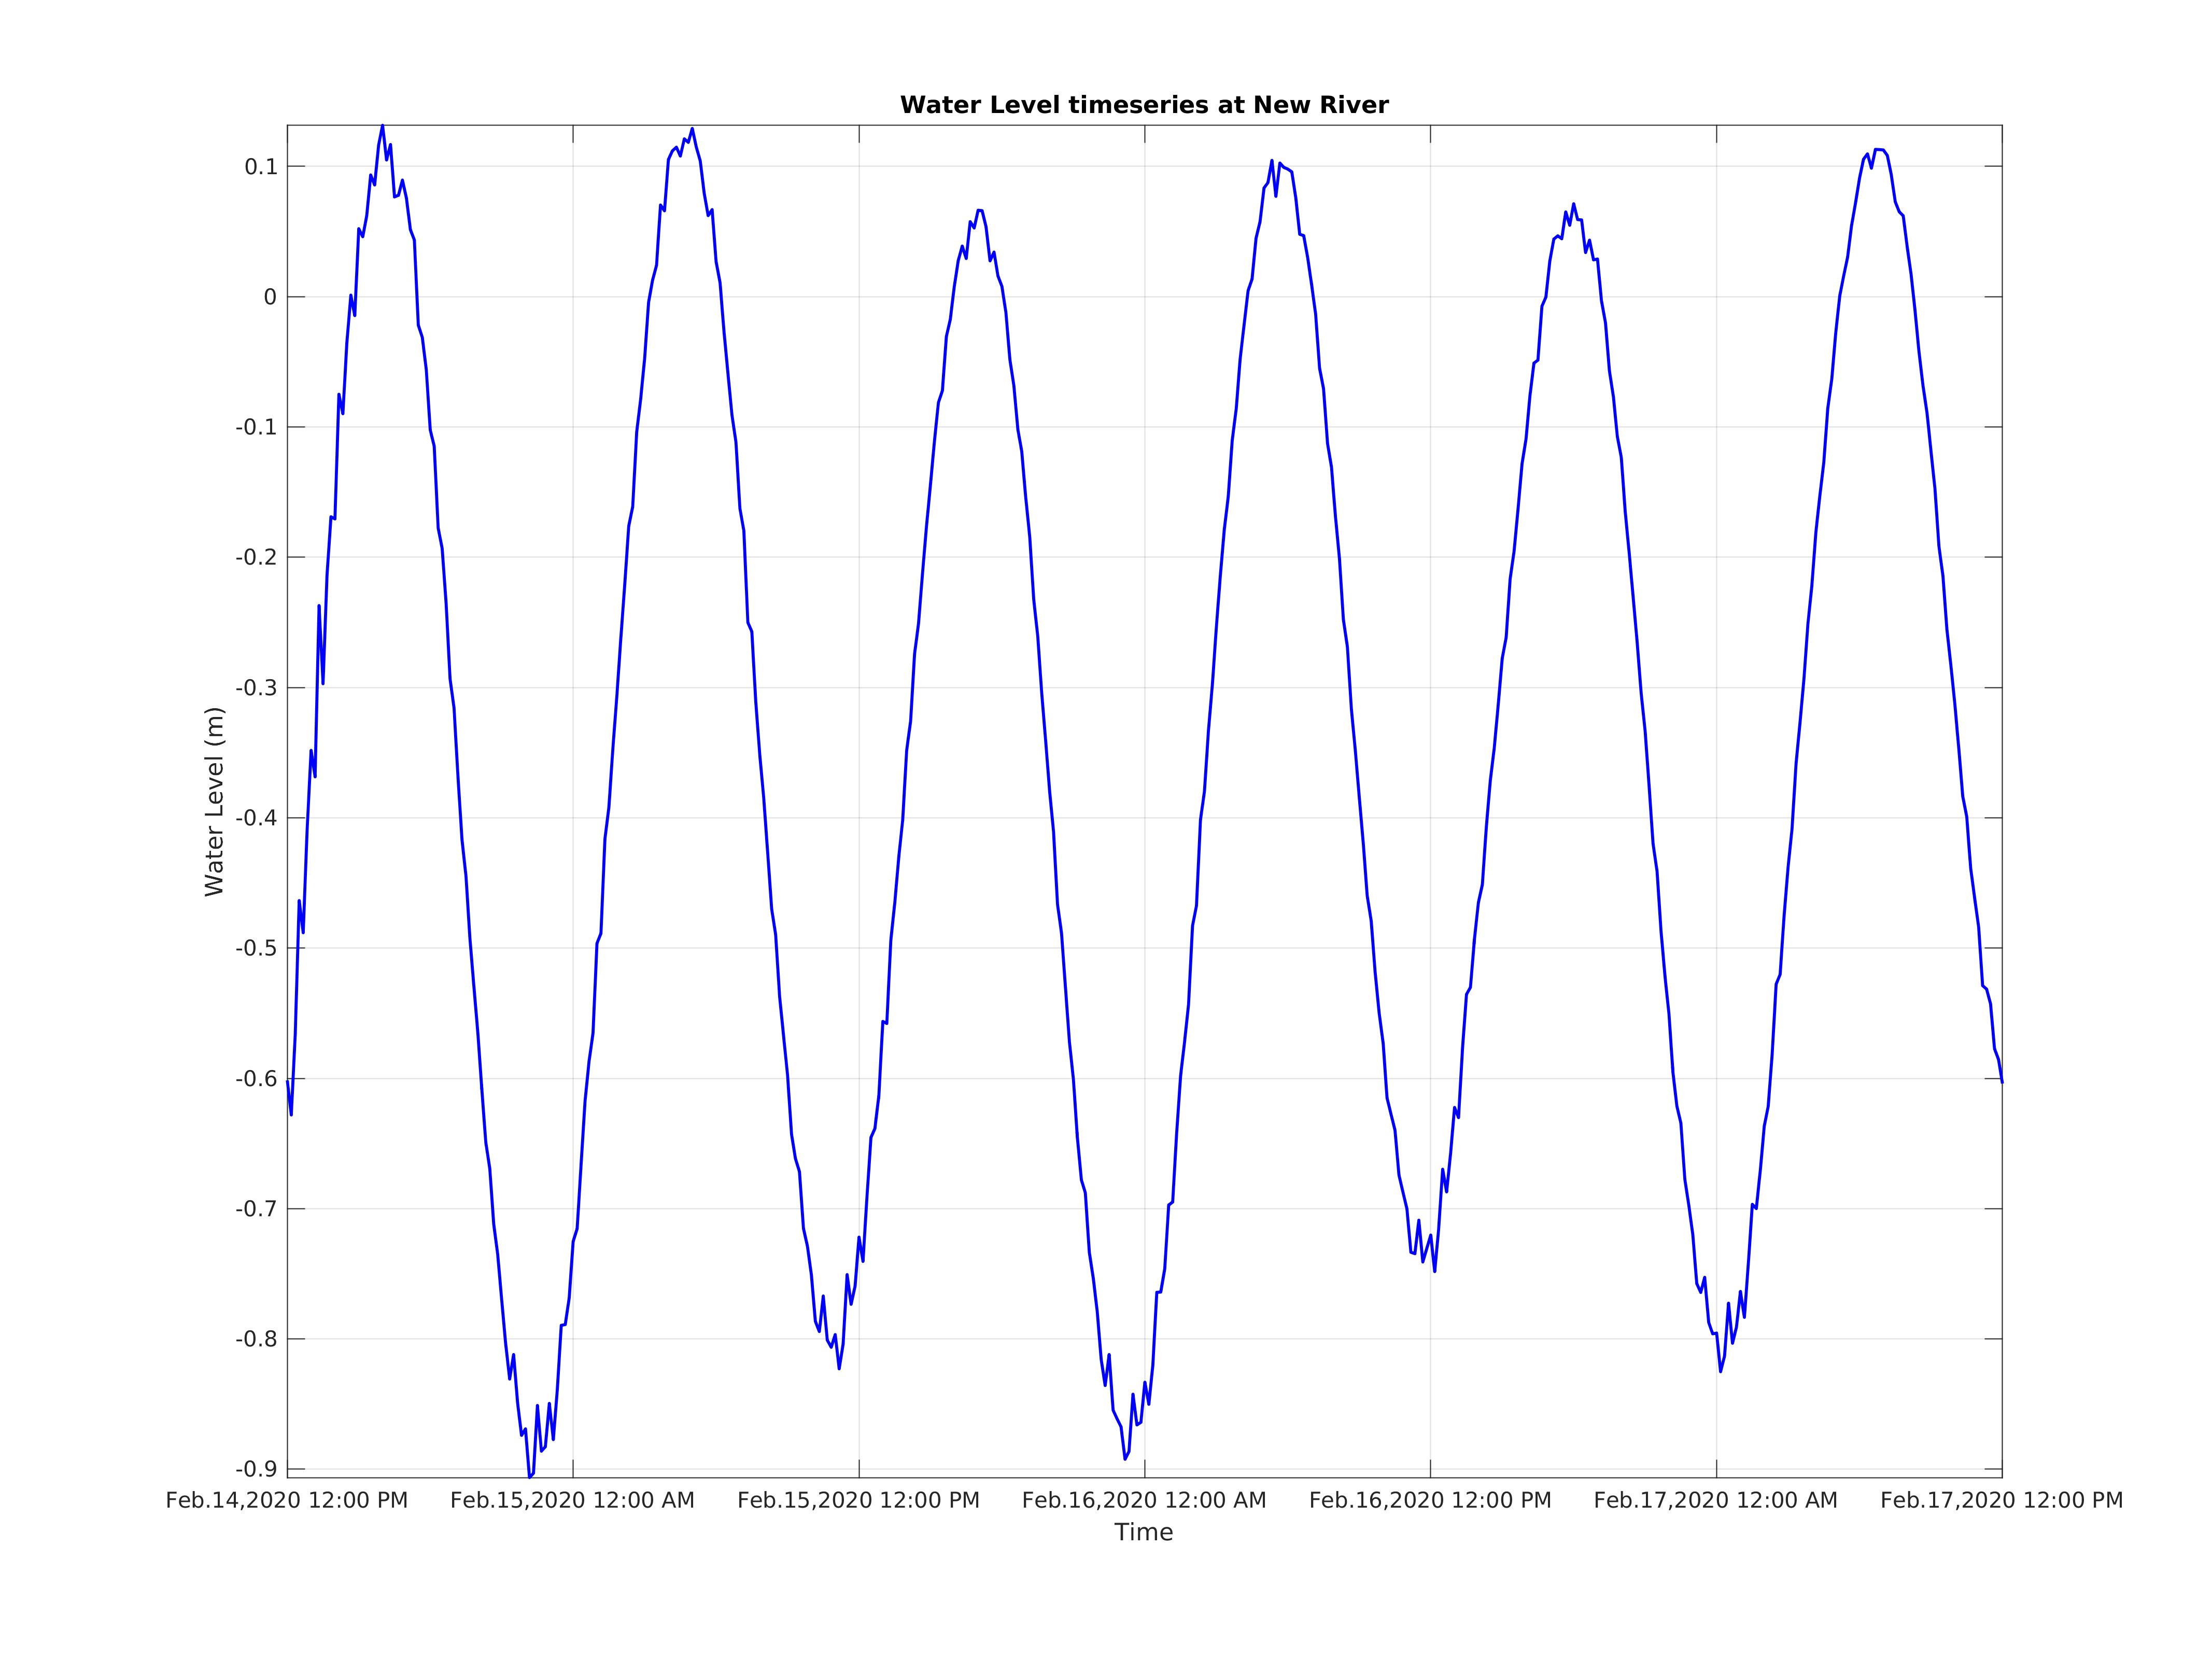 Water Level timeseries at New River
0.1
0
-0.1
-0.2
-0.3
-0.4
-0.5
-0.6
-0.7
-0.8
-0.9
Water Level (m)
Feb.14,2020 12:00 PM Feb.15,2020 12:00 AM Feb.15,2020 12:00 PM Feb.16,2020 12:00 AM Feb.16,2020 12:00 PM Feb.17,2020 12:00 AM Feb.17,2020 12:00 PM
Time